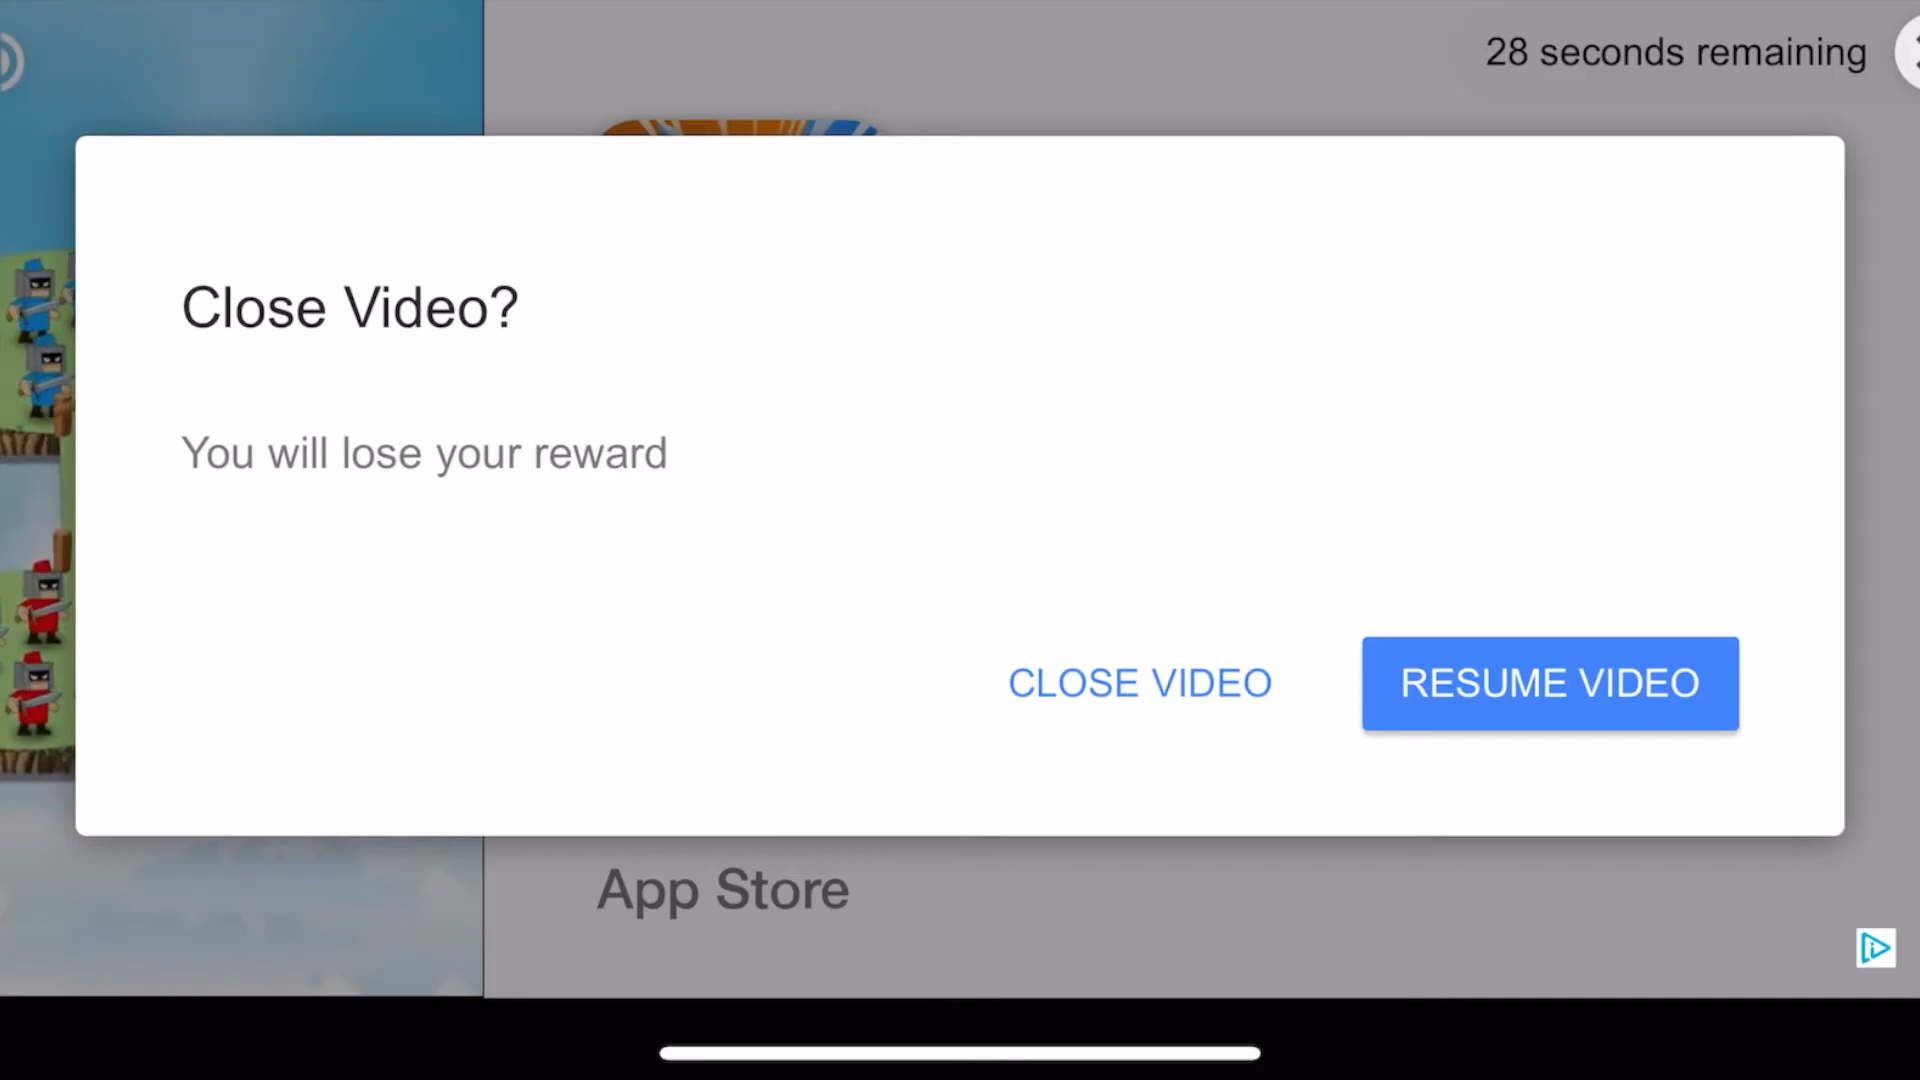 28 seconds remaining
Close Video?
You will lose your reward
CLOSE VIDEO
RESUME VIDEO
App Store